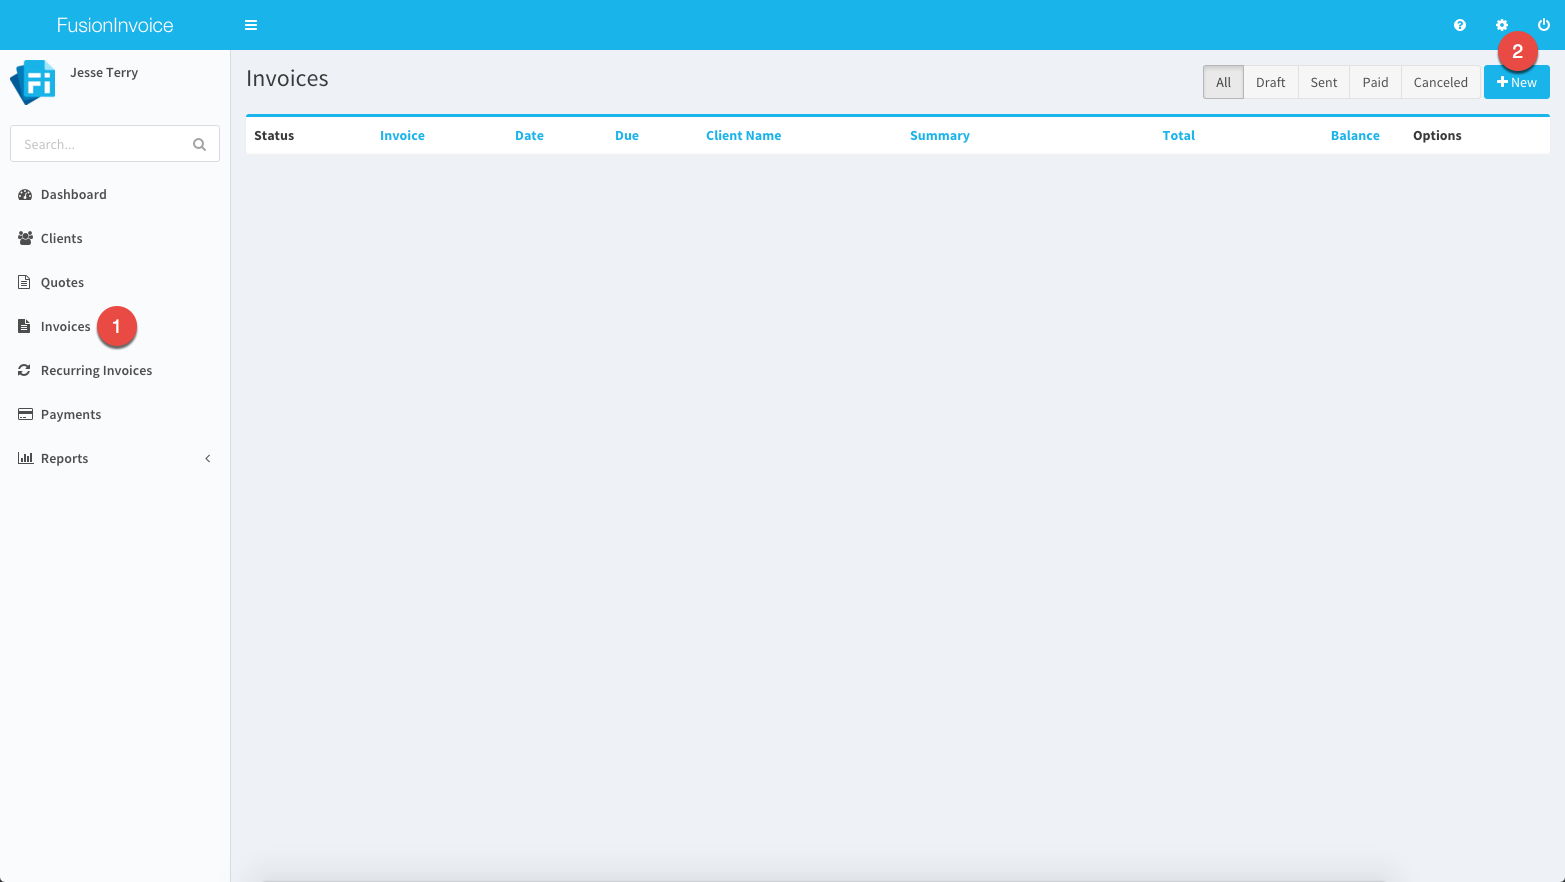 FusionInvoice
Jesse Terry
Search...
Dashboard
Clients
Quotes
Invoices 1
Recurring Invoices
Payments
Reports
2
Invoices
All Draft Sent Paid Canceled New
Status Invoice Date Due Client Name Summary Total Balance Options